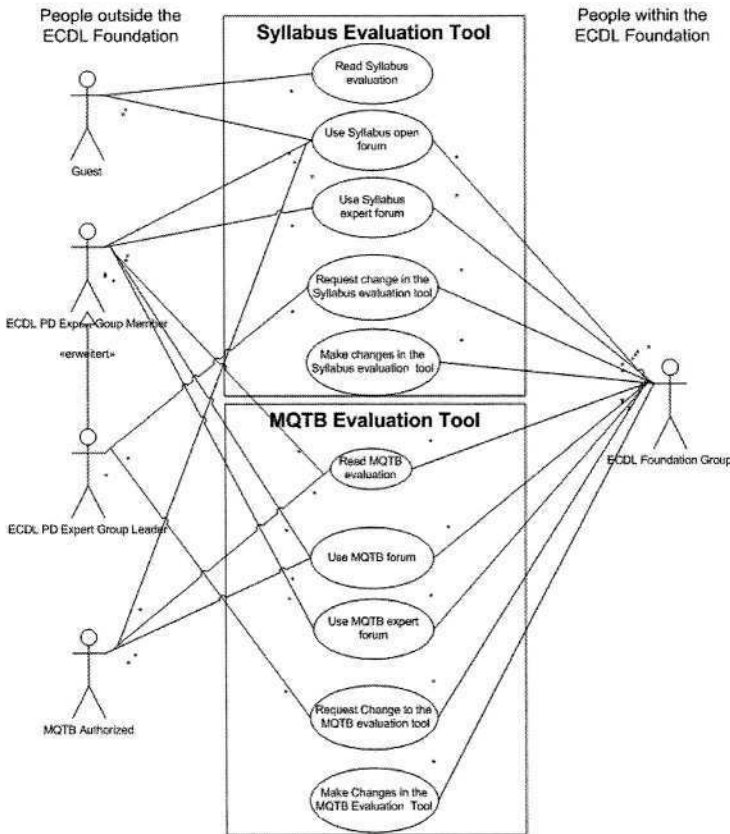 People outside the
ECDL Foundation
People within the
ECDL Foundation
Syllabus Evaluation Tool
Read Syllabus
evaluation
Use Syllabus open
forum
Guest
Use Syllabus
expert forum
ECDL PD Expert Goup Member
«erweitert»
Request change in the
Syllabus evaluation tool
Make changes in the
Syllabus evaluation tool
ECDL Foundation Group
MQTB Evaluation Tool
Read MQTB
evaluation
ECDL PD Expert Group Leader
Use MQTB forum
Use MQTB expert
forum
MQTB Authorized
Request Change to the
MQTB evaluation tool
Make Changes in the
MQTB Evaluation Tool